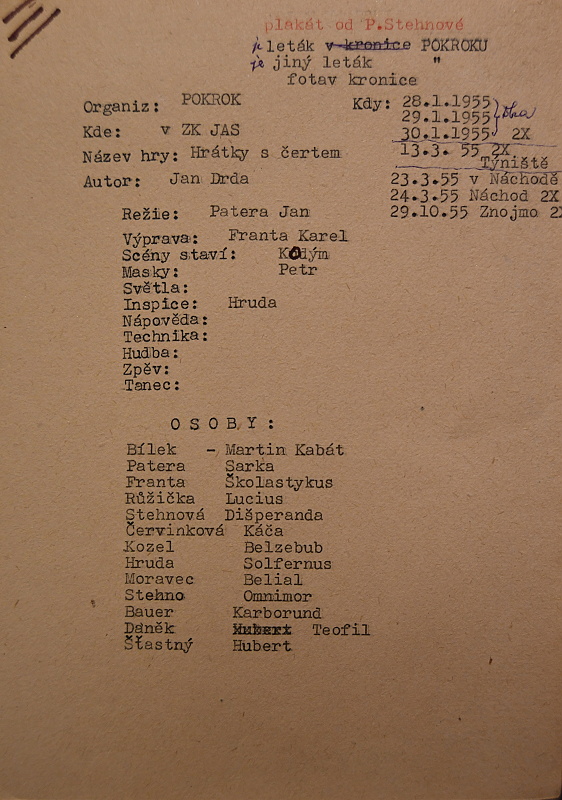 plakát od P.Stehnové
je leták v kronice POKROKU
je jiný leták "
fotav kronice
Organiz: POKROK
Kdy: 28.1.1955
29.1.1955
30.1.1955 2X
13.3. 55 2X
Týniště
23.3.55 v Náchodě
24.3.55 Náchod 2X
29.10.55 Znojmo 2X
Kde: v ZK JAS
Název hry: Hrátky s čertem
Autor: Jan Drda
Režie: Patera Jan
Výprava: Franta Karel
Scény staví: Kodým
Masky: Petr
Světla:
Inspice: Hruda
Nápověda:
Technika:
Hudba:
Zpěv:
Tanec:
O S O B Y :
Bílek - Martin Kabát
Patera Sarka
Franta Školastykus
Růžička Lucius
Stehnová Dišperanda
Červinková Káča
Kozel Belzebub
Hruda Solfernus
Moravec Belial
Stehno Omnimor
Bauer Karborund
Daněk Hubert Teofil
Šťastný Hubert